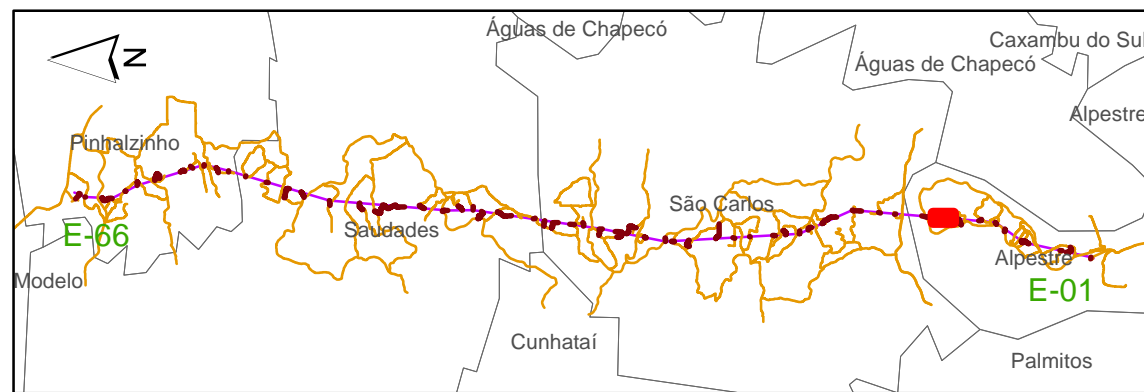 Águas de Chapecó
Caxambu do Sul
Águas de Chapecó
N
Alpestre
Pinhalzinho
São Carlos
Saudades
E-66
Alpestre
Modelo
E-01
Cunhataí
Palmitos